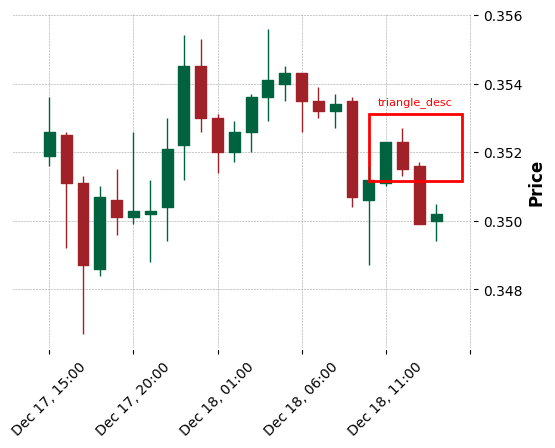 0.356
0.354
triangle_desc
0.352
0.350
0.348
Price
Dec 17, 15:00
Dec 17, 20:00
Dec 18, 01:00
Dec 18, 06:00
Dec 18, 11:00